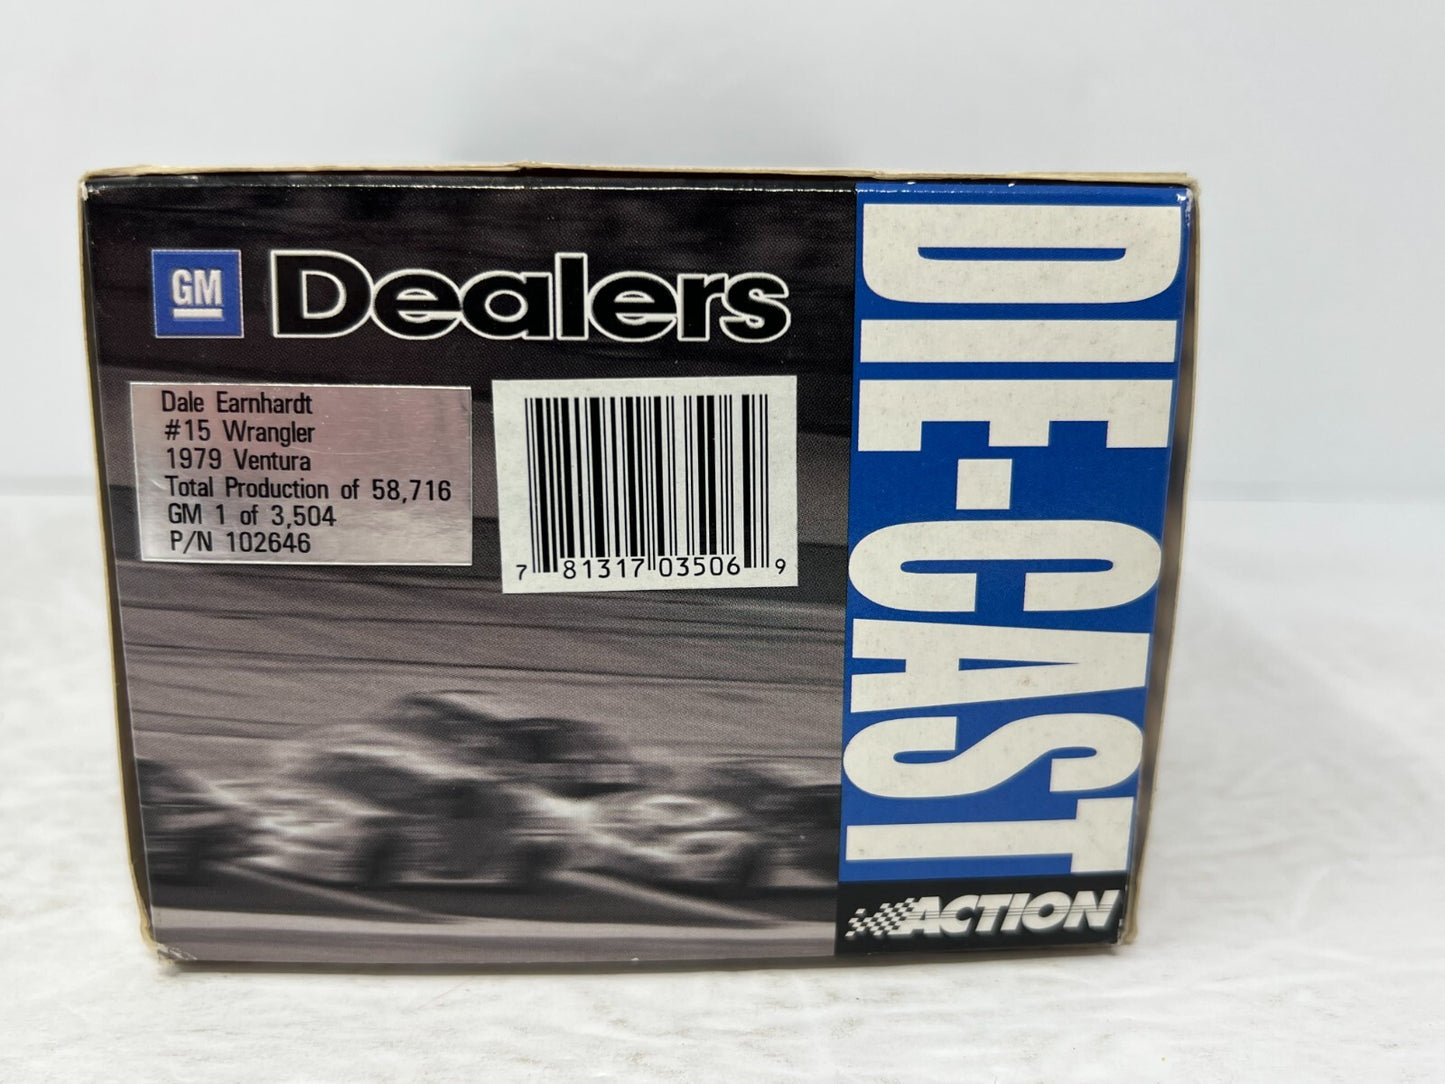 GM Dealers
Dale Earnhardt
#15 Wrangler
1979 Ventura
Total Production of 58,716
GM 1 of 3,504
P/N 102646
7 81317 03506 9
DIE-CAST
ACTION